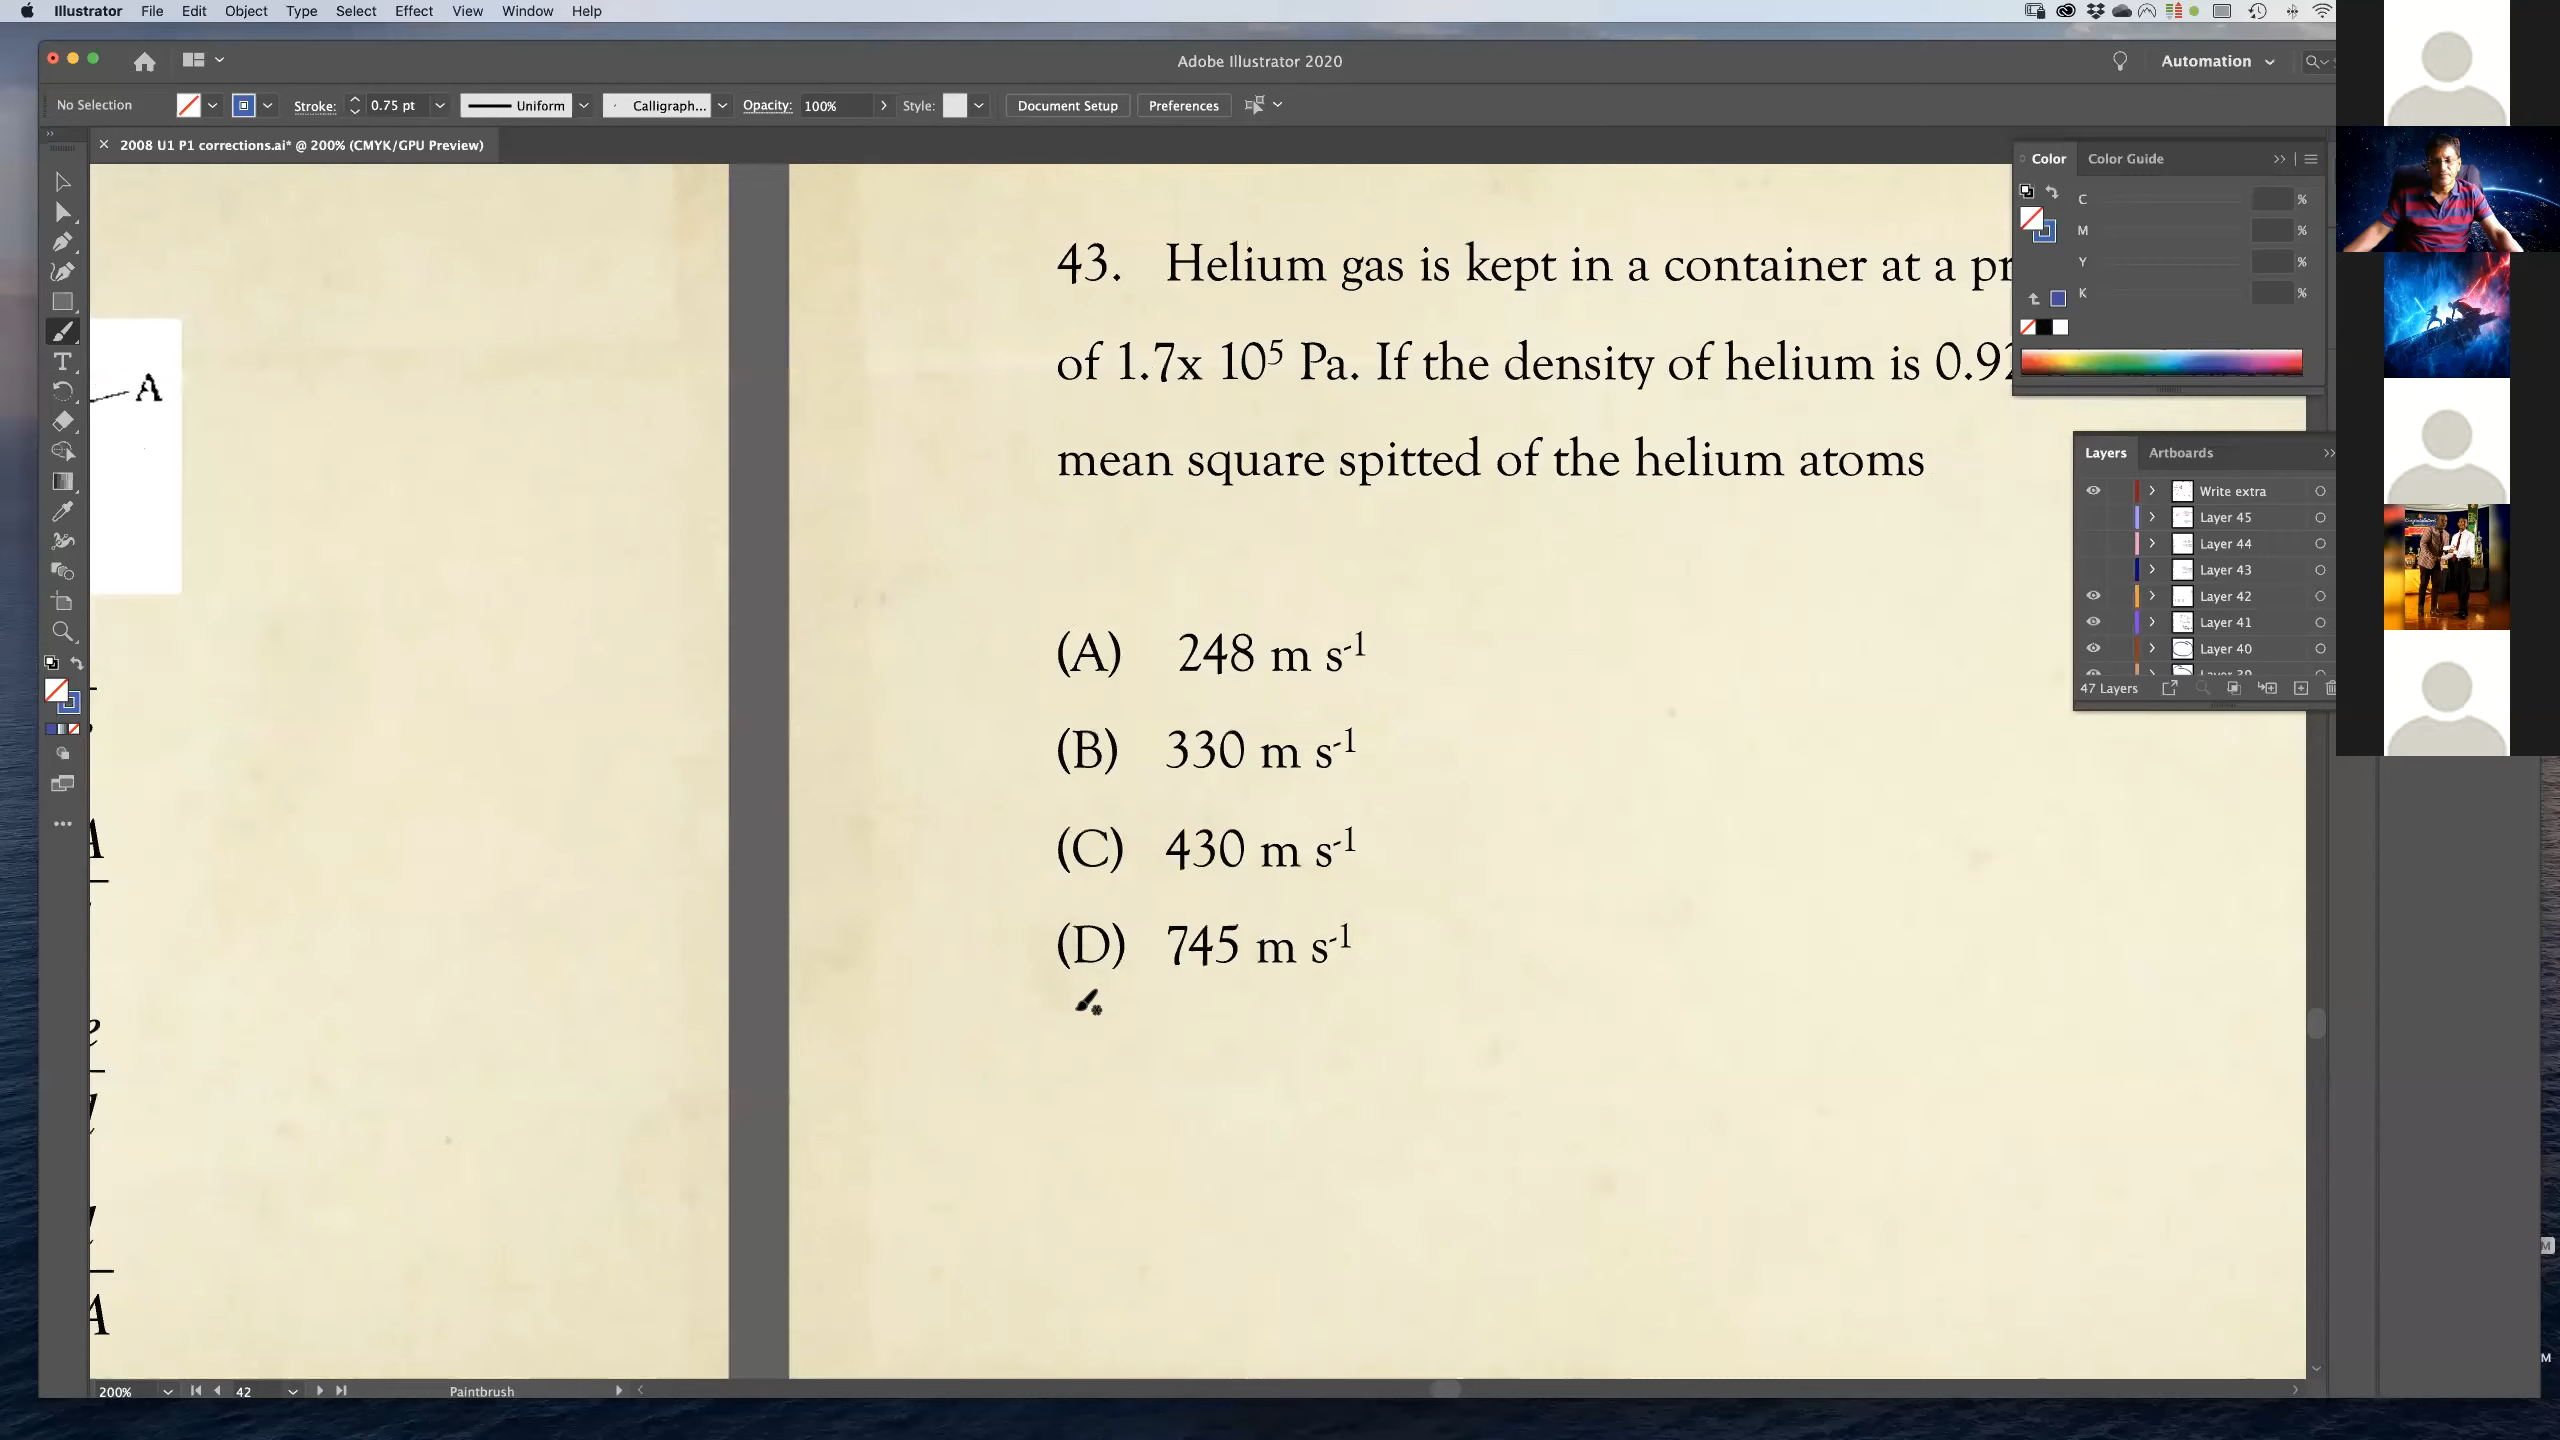 Illustrator File Edit Object Type Select Effect View Window Help
Adobe Illustrator 2020
Automation
No Selection Stroke: 0.75 pt Uniform Calligraph... Opacity: 100% Style: Document Setup Preferences
2008 U1 P1 corrections.ai* @ 200% (CMYK/GPU Preview)
Color Color Guide
C %
M %
Y %
K %
43. Helium gas is kept in a container at a pr
of 1.7x 10⁵ Pa. If the density of helium is 0.92
mean square spitted of the helium atoms
(A) 248 m s⁻¹
(B) 330 m s⁻¹
(C) 430 m s⁻¹
(D) 745 m s⁻¹
A
A
e
A
Layers Artboards
Write extra
Layer 45
Layer 44
Layer 43
Layer 42
Layer 41
Layer 40
47 Layers
200% 42 Paintbrush